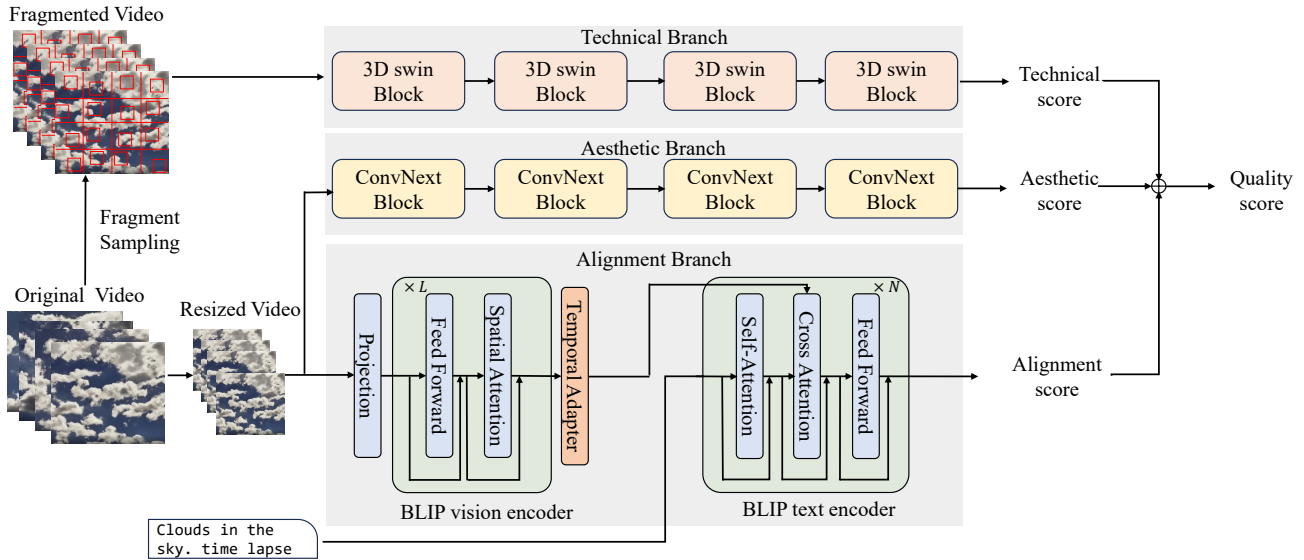 Fragmented Video
Technical Branch
3D swin
Block
3D swin
Block
3D swin
Block
3D swin
Block
Technical
score
Aesthetic Branch
ConvNext
Block
ConvNext
Block
ConvNext
Block
ConvNext
Block
Aesthetic
score
Quality
score
Fragment
Sampling
Original Video
Resized Video
Alignment Branch
× L
Projection
Feed Forward
Spatial Attention
Temporal Adapter
× N
Self-Attention
Cross Attention
Feed Forward
Alignment
score
BLIP vision encoder
BLIP text encoder
Clouds in the
sky. time lapse